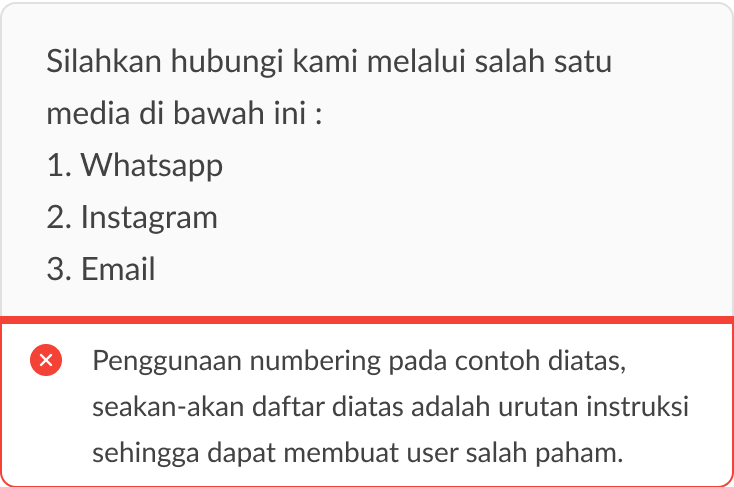 Silahkan hubungi kami melalui salah satu
media di bawah ini :
1. Whatsapp
2. Instagram
3. Email
Penggunaan numbering pada contoh diatas,
seakan-akan daftar diatas adalah urutan instruksi
sehingga dapat membuat user salah paham.